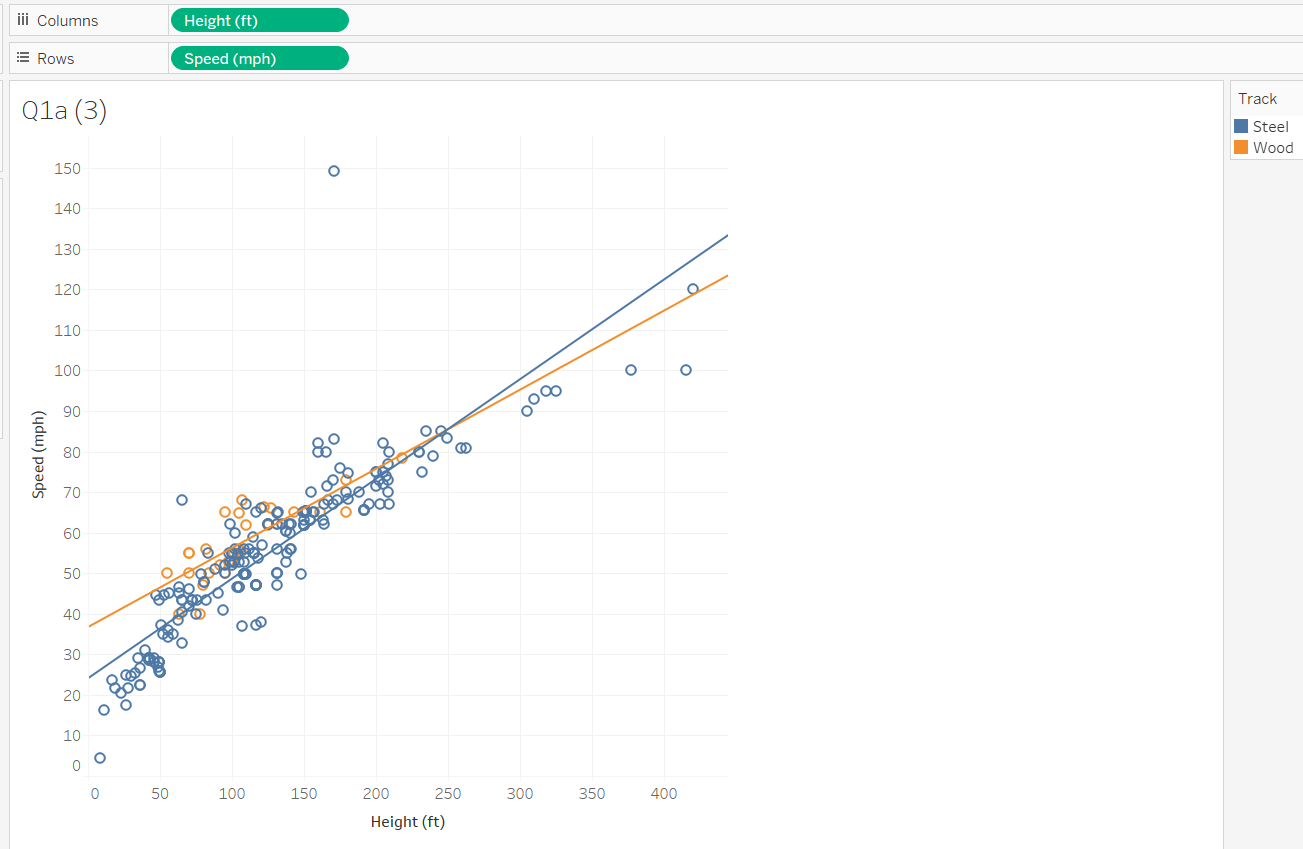 Columns
Height (ft)
Rows
Speed (mph)
Q1a (3)
Track
Steel
Wood
150
140
130
120
110
100
90
80
70
60
50
40
30
20
10
0
Speed (mph)
0 50 100 150 200 250 300 350 400
Height (ft)